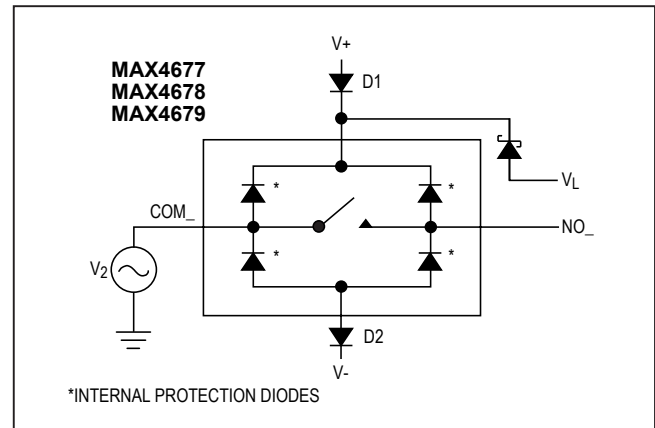 V+
D1
MAX4677
MAX4678
MAX4679
* *
VL
COM_
NO_
* *
V2
D2
V-
*INTERNAL PROTECTION DIODES